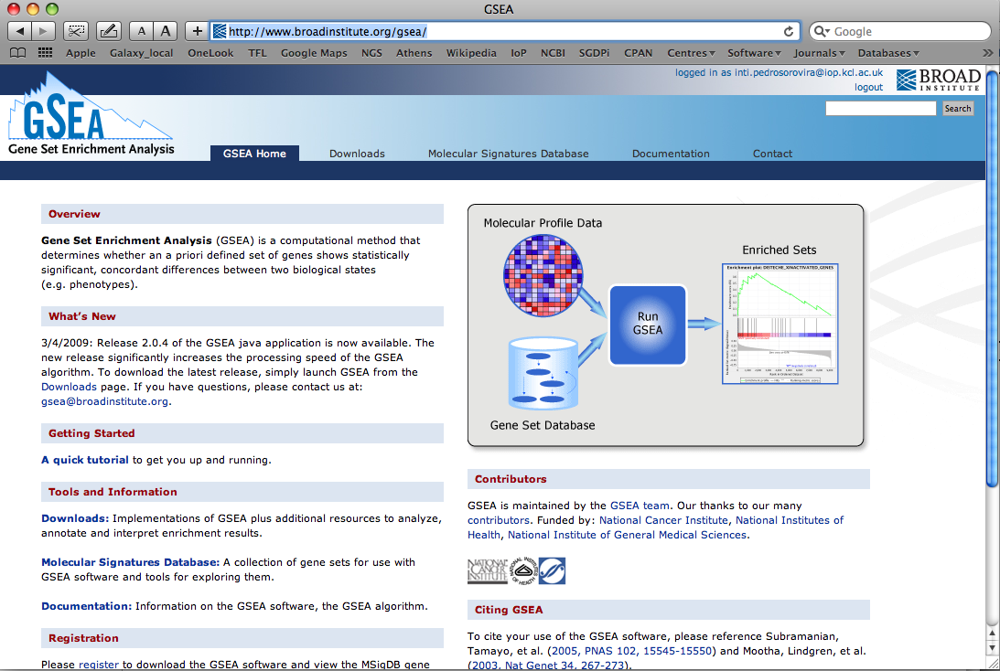 GSEA
http://www.broadinstitute.org/gsea/
Google
Apple Galaxy_local OneLook TFL Google Maps NGS Athens Wikipedia IoP NCBI SGDPi CPAN Centres Software Journals Databases
logged in as inti.pedrosorovira@iop.kcl.ac.uk
logout
BROAD
INSTITUTE
Search
GSEA
Gene Set Enrichment Analysis
GSEA Home Downloads Molecular Signatures Database Documentation Contact
Overview
Gene Set Enrichment Analysis (GSEA) is a computational method that
determines whether an a priori defined set of genes shows statistically
significant, concordant differences between two biological states
(e.g. phenotypes).
What's New
3/4/2009: Release 2.0.4 of the GSEA java application is now available. The
new release significantly increases the processing speed of the GSEA
algorithm. To download the latest release, simply launch GSEA from the
Downloads page. If you have questions, please contact us at:
gsea@broadinstitute.org.
Getting Started
A quick tutorial to get you up and running.
Tools and Information
Downloads: Implementations of GSEA plus additional resources to analyze,
annotate and interpret enrichment results.
Molecular Signatures Database: A collection of gene sets for use with
GSEA software and tools for exploring them.
Documentation: Information on the GSEA software, the GSEA algorithm.
Registration
Please register to download the GSEA software and view the MSigDB gene
Molecular Profile Data
Enriched Sets
Enrichment plot: DISTECHE_XINACTIVATED_GENES
Run
GSEA
Gene Set Database
Contributors
GSEA is maintained by the GSEA team. Our thanks to our many
contributors. Funded by: National Cancer Institute, National Institutes of
Health, National Institute of General Medical Sciences.
NATIONAL
CANCER
INSTITUTE
NATIONAL INSTITUTES
OF HEALTH
Citing GSEA
To cite your use of the GSEA software, please reference Subramanian,
Tamayo, et al. (2005, PNAS 102, 15545-15550) and Mootha, Lindgren, et al.
(2003, Nat Genet 34, 267-273).